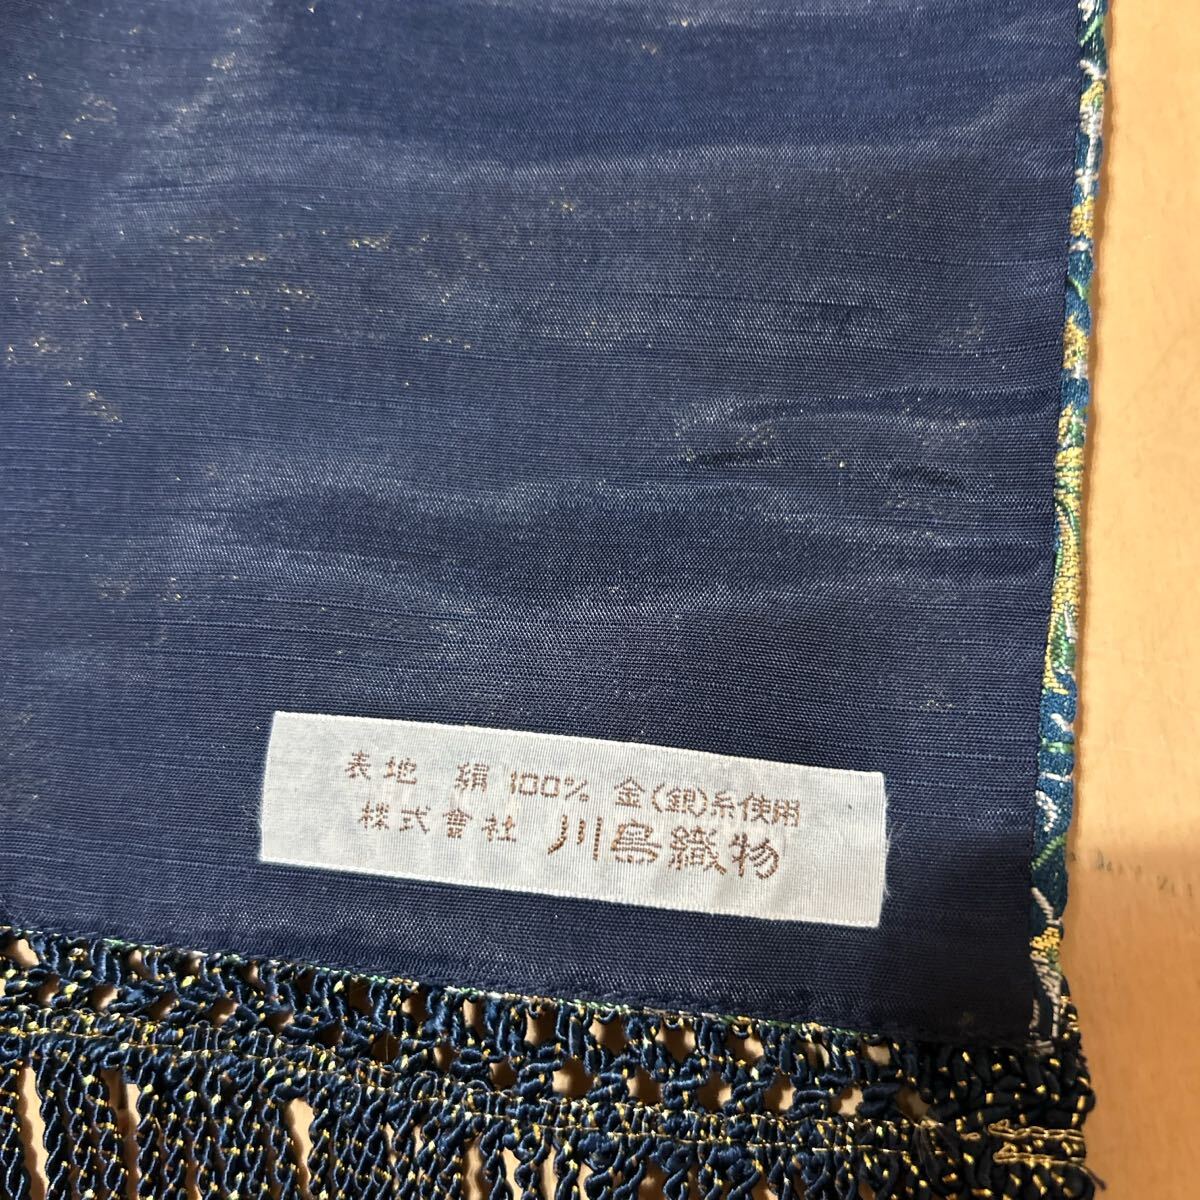 表地 絹 100% 金(銀)糸使用
株式會社 川島織物